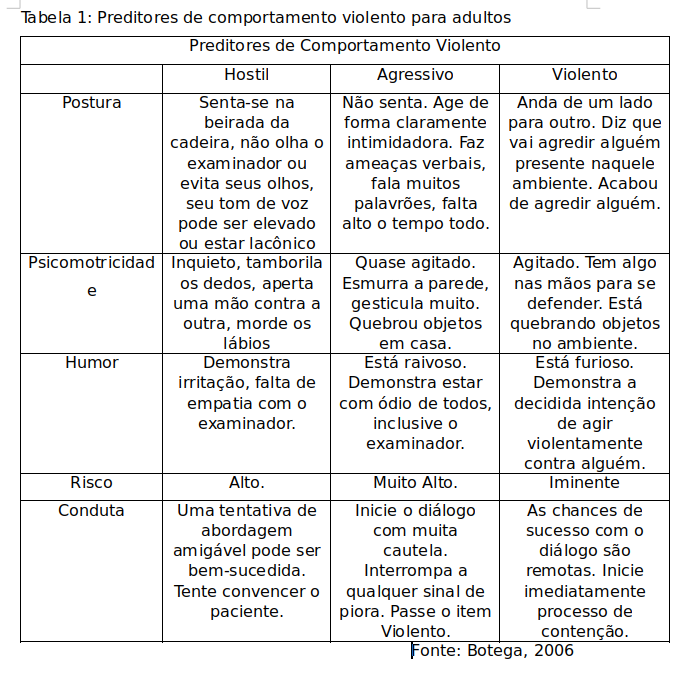 Tabela 1: Preditores de comportamento violento para adultos
Preditores de Comportamento Violento
Hostil
Agressivo
Violento
Postura
Senta-se na
beirada da
cadeira, não olha o
examinador ou
evita seus olhos,
seu tom de voz
pode ser elevado
ou estar lacônico
Não senta. Age de
forma claramente
intimidadora. Faz
ameaças verbais,
fala muitos
palavrões, falta
alto o tempo todo.
Anda de um lado
para outro. Diz que
vai agredir alguém
presente naquele
ambiente. Acabou
de agredir alguém.
Psicomotricidad
e
Inquieto, tamborila
os dedos, aperta
uma mão contra a
outra, morde os
lábios
Quase agitado.
Esmurra a parede,
gesticula muito.
Quebrou objetos
em casa.
Agitado. Tem algo
nas mãos para se
defender. Está
quebrando objetos
no ambiente.
Humor
Demonstra
irritação, falta de
empatia com o
examinador.
Está raivoso.
Demonstra estar
com ódio de todos,
inclusive o
examinador.
Está furioso.
Demonstra a
decidida intenção
de agir
violentamente
contra alguém.
Risco
Alto.
Muito Alto.
Iminente
Conduta
Uma tentativa de
abordagem
amigável pode ser
bem-sucedida.
Tente convencer o
paciente.
Inicie o diálogo
com muita
cautela.
Interrompa a
qualquer sinal de
piora. Passe o item
Violento.
As chances de
sucesso com o
diálogo são
remotas. Inicie
imediatamente
processo de
contenção.
Fonte: Botega, 2006